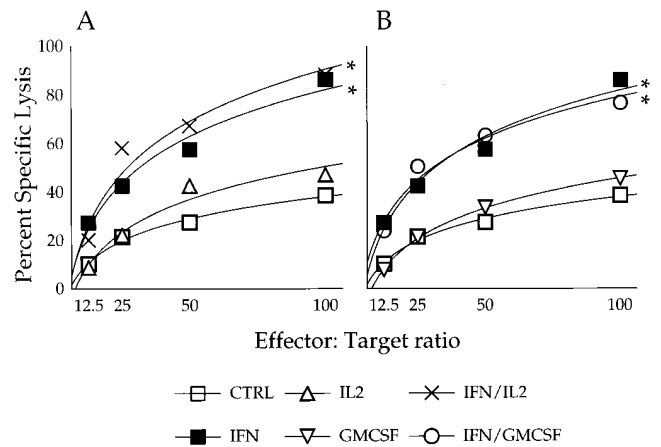 A
B
Percent Specific Lysis
100
80
60
40
20
0
*
*
*
*
12.5 25 50 100
12.5 25 50 100
Effector: Target ratio
CTRL IL2 IFN/IL2
IFN GMCSF IFN/GMCSF